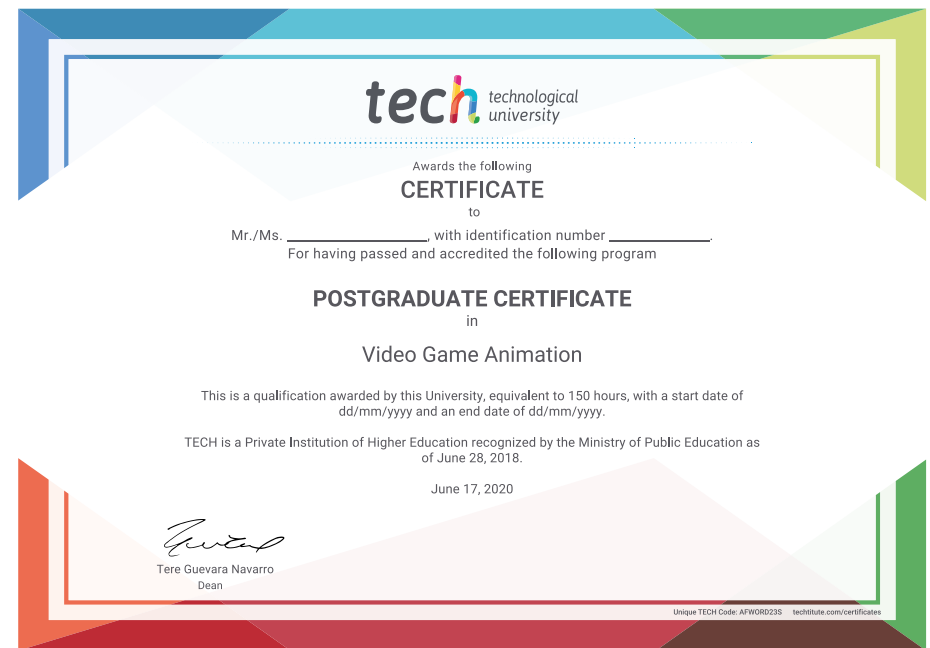 tech technological
university
Awards the following
CERTIFICATE
to
Mr./Ms. ____________, with identification number ____________.
For having passed and accredited the following program
POSTGRADUATE CERTIFICATE
in
Video Game Animation
This is a qualification awarded by this University, equivalent to 150 hours, with a start date of
dd/mm/yyyy and an end date of dd/mm/yyyy.
TECH is a Private Institution of Higher Education recognized by the Ministry of Public Education as
of June 28, 2018.
June 17, 2020
Tere Guevara Navarro
Dean
Unique TECH Code: AFWORD23S techtitute.com/certificates